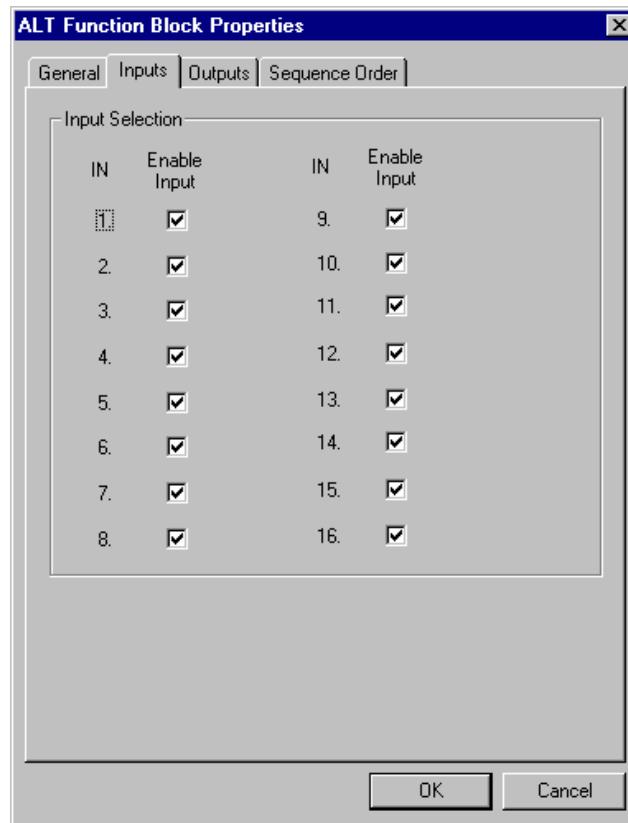 ALT Function Block Properties
General Inputs Outputs Sequence Order
Input Selection
IN Enable Input IN Enable Input
1. 9.
2. 10.
3. 11.
4. 12.
5. 13.
6. 14.
7. 15.
8. 16.
OK Cancel